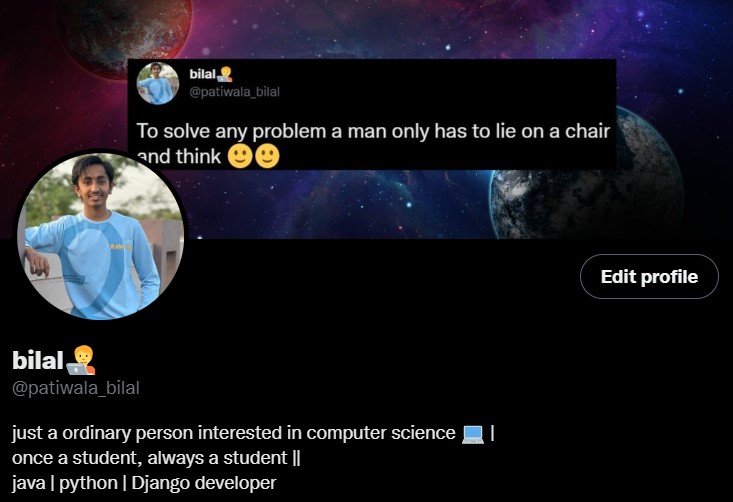 bilal🧑‍💻
@patiwala_bilal
To solve any problem a man only has to lie on a chair
and think 🙂🙂
Edit profile
bilal🧑‍💻
@patiwala_bilal
just a ordinary person interested in computer science 💻 |
once a student, always a student ||
java | python | Django developer